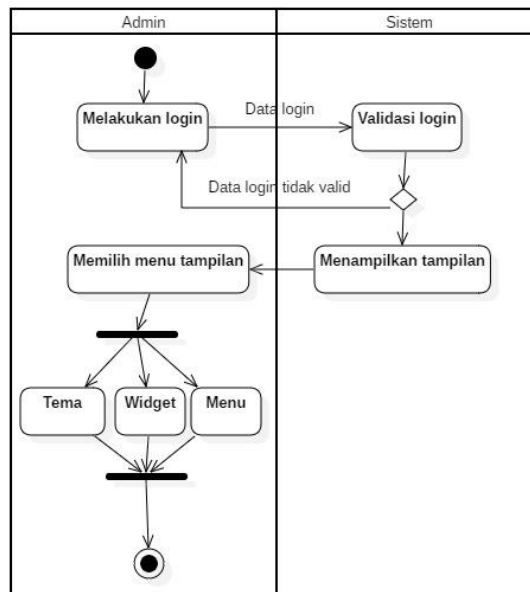 Admin
Sistem
Melakukan login
Data login
Validasi login
Data login tidak valid
Memilih menu tampilan
Menampilkan tampilan
Tema
Widget
Menu